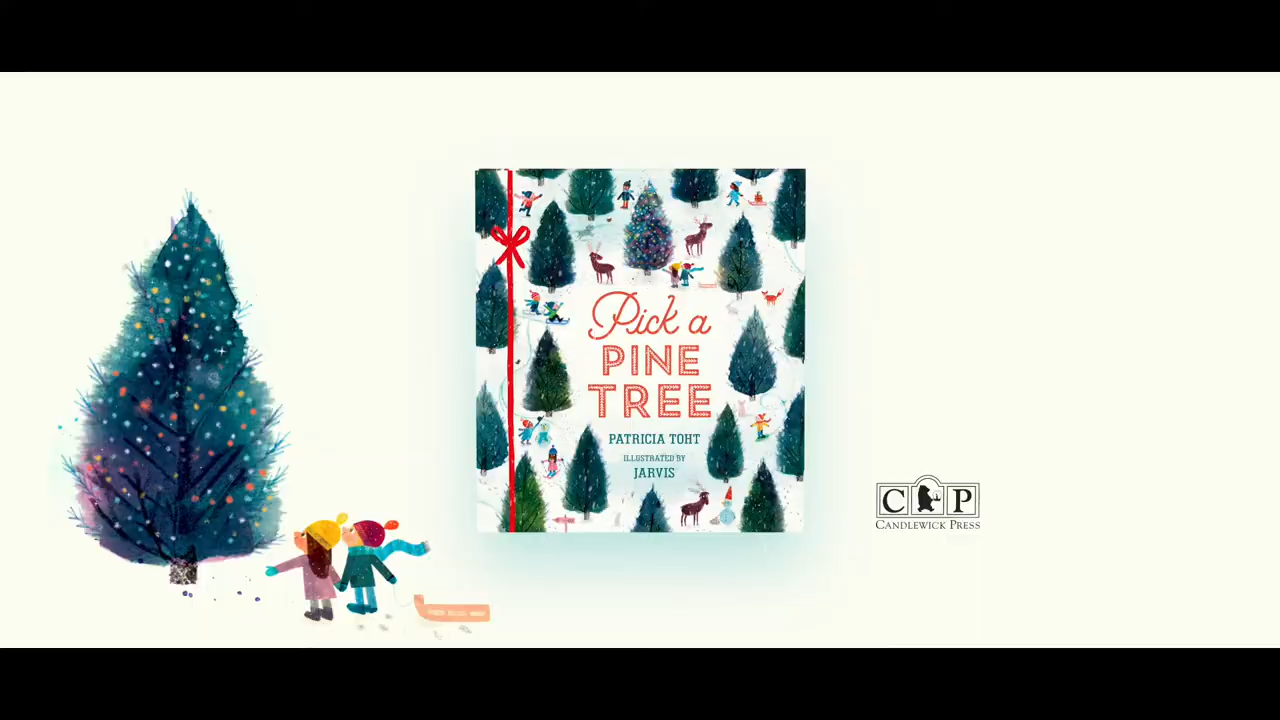 Pick a
PINE
TREE
PATRICIA TOHT
ILLUSTRATED BY
JARVIS
C P
CANDLEWICK PRESS